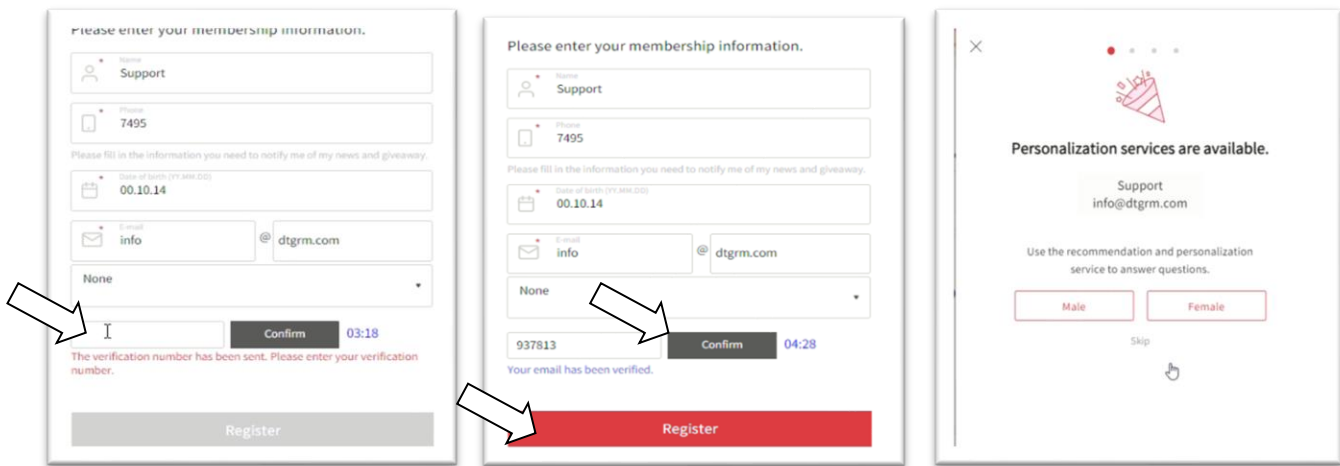 Please enter your membership information.
Name
Support
Phone
7495
Please fill in the information you need to notify me of my news and giveaway.
Date of birth (YY.MM.DD)
00.10.14
E-mail
info @ dtgrm.com
None
Confirm 03:18
The verification number has been sent. Please enter your verification
number.
Register
Please enter your membership information.
Name
Support
Phone
7495
Please fill in the information you need to notify me of my news and giveaway.
Date of birth (YY.MM.DD)
00.10.14
E-mail
info @ dtgrm.com
None
937813 Confirm 04:28
Your email has been verified.
Register
Personalization services are available.
Support
info@dtgrm.com
Use the recommendation and personalization
service to answer questions.
Male Female
Skip